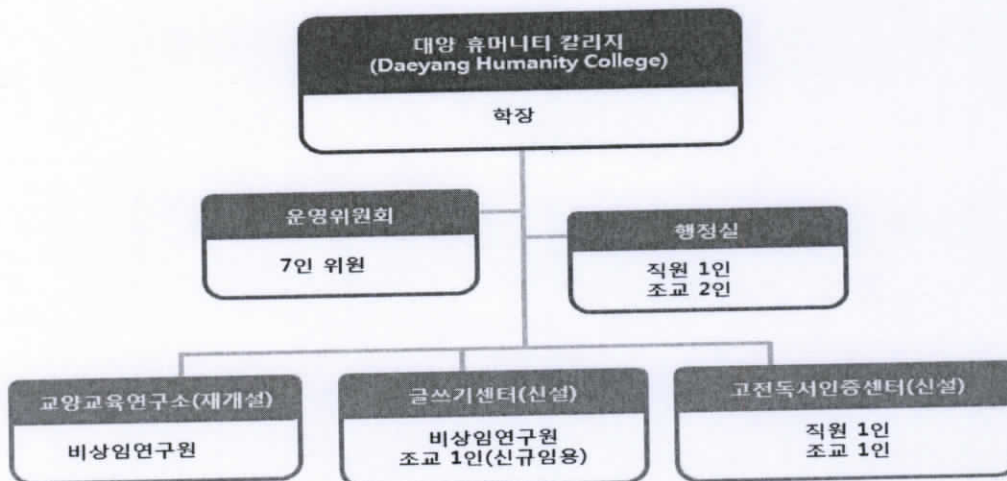 대양 휴머니티 칼리지
(Daeyang Humanity College)
학장
운영위원회
7인 위원
행정실
직원 1인
조교 2인
교양교육연구소(재개설)
비상임연구원
글쓰기센터(신설)
비상임연구원
조교 1인(신규임용)
고전독서인증센터(신설)
직원 1인
조교 1인